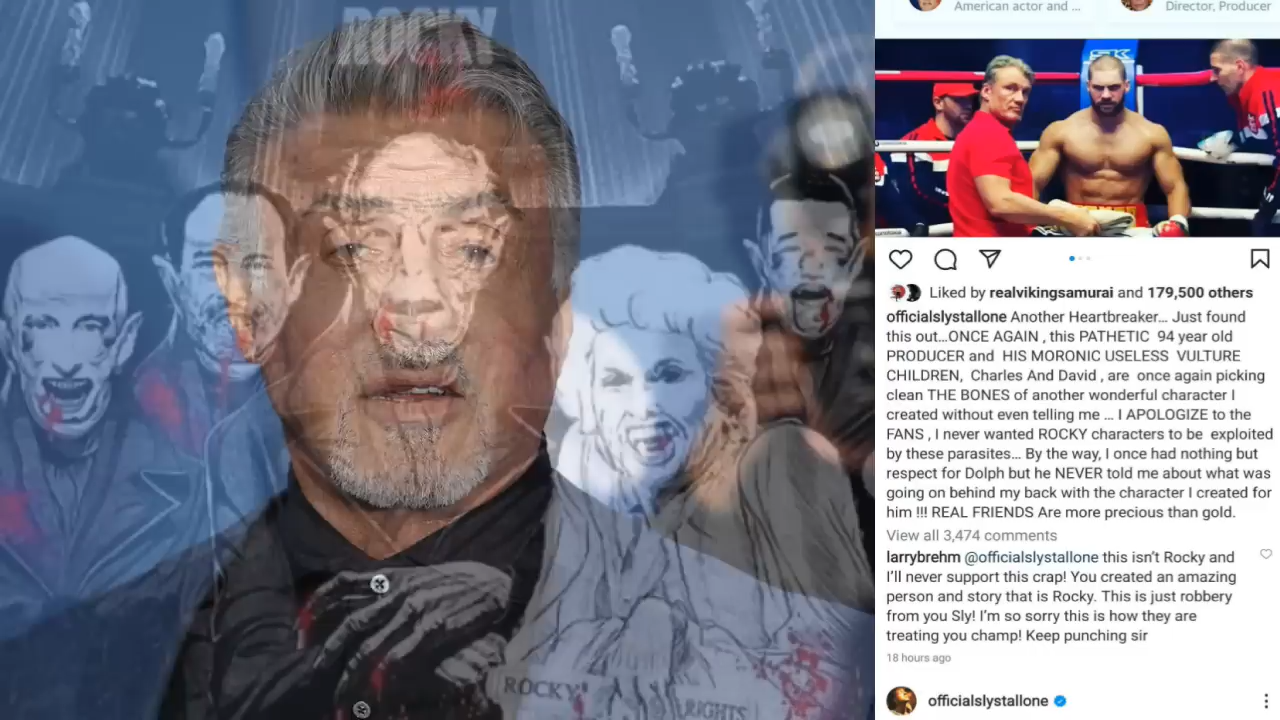 ROCKY
ROCKY
RIGHTS
American actor and ...
Director, Producer
Liked by realvikingsamurai and 179,500 others
officialslystallone Another Heartbreaker... Just found
this out...ONCE AGAIN , this PATHETIC 94 year old
PRODUCER and HIS MORONIC USELESS VULTURE
CHILDREN, Charles And David , are once again picking
clean THE BONES of another wonderful character I
created without even telling me ... I APOLOGIZE to the
FANS , I never wanted ROCKY characters to be exploited
by these parasites... By the way, I once had nothing but
respect for Dolph but he NEVER told me about what was
going on behind my back with the character I created for
him !!! REAL FRIENDS Are more precious than gold.
View all 3,474 comments
larrybrehm @officialslystallone this isn't Rocky and
I'll never support this crap! You created an amazing
person and story that is Rocky. This is just robbery
from you Sly! I'm so sorry this is how they are
treating you champ! Keep punching sir
18 hours ago
officialslystallone